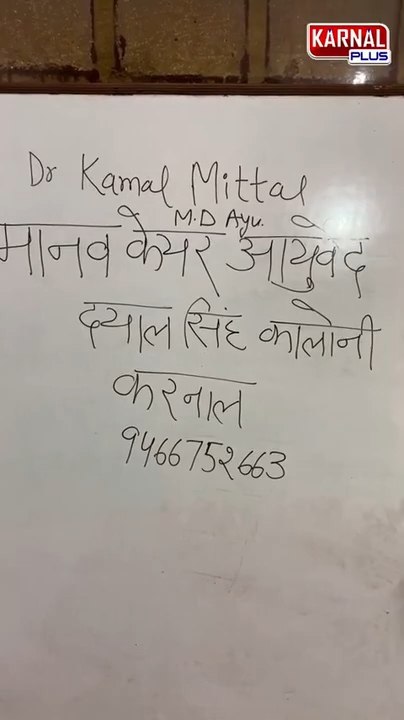 KARNAL
PLUS
Dr Kamal Mittal
M.D Ayu.
मानव केयर आयुर्वेद
दयाल सिंह कालोनी
करनाल
9466752663